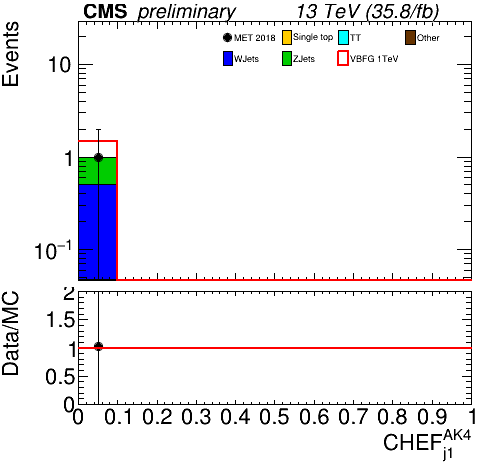 CMS preliminary 13 TeV (35.8/fb)
Events
MET 2018 Single top TT Other
WJets ZJets VBFG 1TeV
10
1
10⁻¹
Data/MC
2
1.5
1
0.5
0
0 0.1 0.2 0.3 0.4 0.5 0.6 0.7 0.8 0.9 1
CHEF^AK4_j1